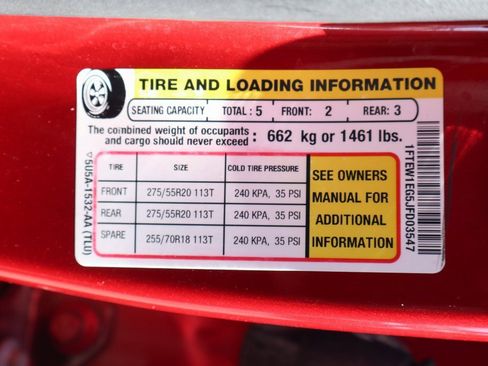 TIRE AND LOADING INFORMATION
SEATING CAPACITY TOTAL : 5 FRONT: 2 REAR: 3
The combined weight of occupants
and cargo should never exceed : 662 kg or 1461 lbs.
TIRE SIZE COLD TIRE PRESSURE
FRONT 275/55R20 113T 240 KPA, 35 PSI
REAR 275/55R20 113T 240 KPA, 35 PSI
SPARE 255/70R18 113T 240 KPA, 35 PSI
SEE OWNERS
MANUAL FOR
ADDITIONAL
INFORMATION
5U5A-1532-AA (TLU)
1FTEW1EG5JFD03547